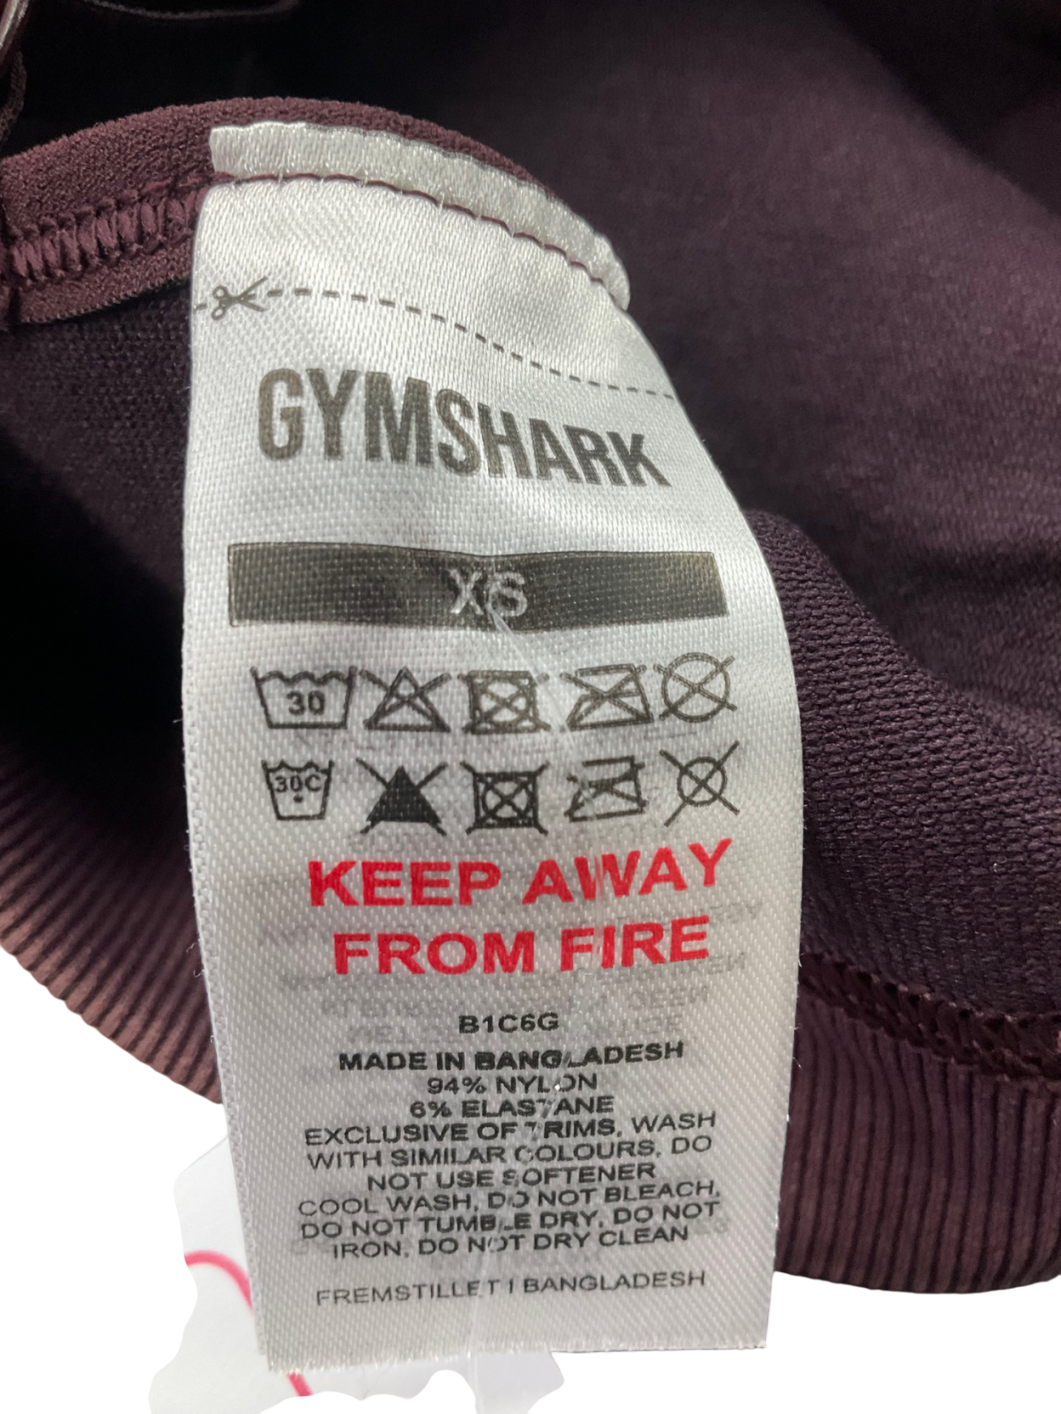 GYMSHARK
XS
30
30C
KEEP AWAY
FROM FIRE
B1C6G
MADE IN BANGLADESH
94% NYLON
6% ELASTANE
EXCLUSIVE OF TRIMS, WASH
WITH SIMILAR COLOURS, DO
NOT USE SOFTENER
COOL WASH, DO NOT BLEACH,
DO NOT TUMBLE DRY, DO NOT
IRON, DO NOT DRY CLEAN
FREMSTILLET I BANGLADESH